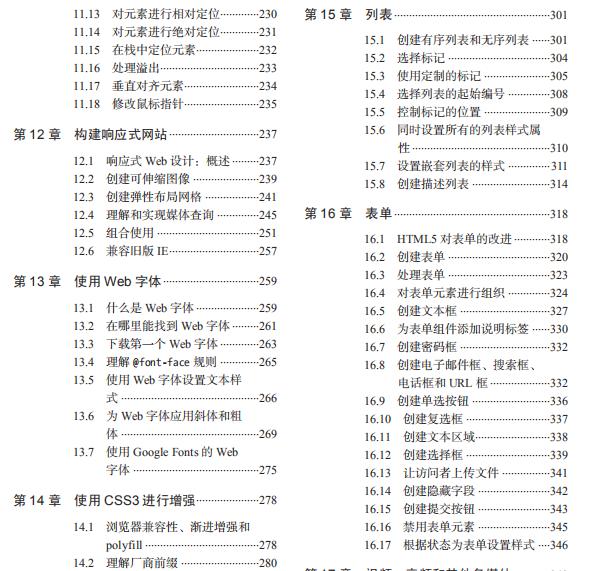 11.13 对元素进行相对定位 ·············230
11.14 对元素进行绝对定位 ·············231
11.15 在栈中定位元素 ·············232
11.16 处理溢出 ·············233
11.17 垂直对齐元素 ·············234
11.18 修改鼠标指针 ·············235
第 12 章 构建响应式网站 ·············237
12.1 响应式 Web 设计：概述 ·············237
12.2 创建可伸缩图像 ·············239
12.3 创建弹性布局网格 ·············241
12.4 理解和实现媒体查询 ·············245
12.5 组合使用 ·············251
12.6 兼容旧版 IE ·············257
第 13 章 使用 Web 字体 ·············259
13.1 什么是 Web 字体 ·············259
13.2 在哪里能找到 Web 字体 ·············261
13.3 下载第一个 Web 字体 ·············263
13.4 理解 @font-face 规则 ·············265
13.5 使用 Web 字体设置文本样
式 ·············266
13.6 为 Web 字体应用斜体和粗
体 ·············269
13.7 使用 Google Fonts 的 Web
字体 ·············275
第 14 章 使用 CSS3 进行增强 ·············278
14.1 浏览器兼容性、渐进增强和
polyfill ·············278
14.2 理解厂商前缀 ·············280
第 15 章 列表 ·············301
15.1 创建有序列表和无序列表 ·············301
15.2 选择标记 ·············304
15.3 使用定制的标记 ·············305
15.4 选择列表的起始编号 ·············308
15.5 控制标记的位置 ·············309
15.6 同时设置所有的列表样式属
性 ·············310
15.7 设置嵌套列表的样式 ·············311
15.8 创建描述列表 ·············314
第 16 章 表单 ·············318
16.1 HTML5 对表单的改进 ·············318
16.2 创建表单 ·············320
16.3 处理表单 ·············323
16.4 对表单元素进行组织 ·············324
16.5 创建文本框 ·············327
16.6 为表单组件添加说明标签 ·············330
16.7 创建密码框 ·············332
16.8 创建电子邮件框、搜索框、
电话框和 URL 框 ·············332
16.9 创建单选按钮 ·············336
16.10 创建复选框 ·············337
16.11 创建文本区域 ·············338
16.12 创建选择框 ·············339
16.13 让访问者上传文件 ·············341
16.14 创建隐藏字段 ·············342
16.15 创建提交按钮 ·············343
16.16 禁用表单元素 ·············345
16.17 根据状态为表单设置样式 ·············346